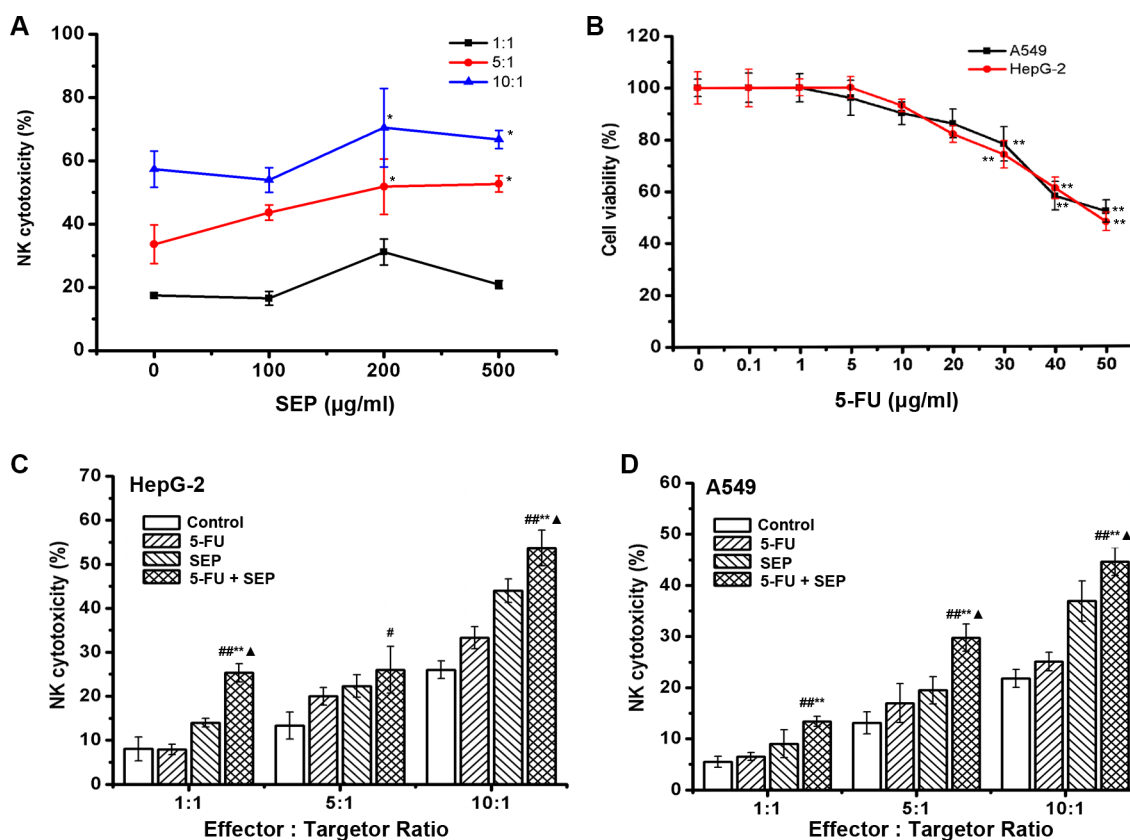 A
NK cytotoxicity (%)
100
80
60
40
20
0
1:1
5:1
10:1
*
*
*
*
0 100 200 500
SEP (µg/ml)
B
Cell viability (%)
120
100
80
60
40
20
0
A549
HepG-2
**
**
**
**
**
**
0 0.1 1 5 10 20 30 40 50
5-FU (µg/ml)
C
HepG-2
NK cytotoxicity (%)
70
60
50
40
30
20
10
0
Control
5-FU
SEP
5-FU + SEP
##**▲
#
##**▲
1:1 5:1 10:1
Effector : Targetor Ratio
D
A549
NK cytotoxicity (%)
60
50
40
30
20
10
0
Control
5-FU
SEP
5-FU + SEP
##**
##**▲
##**▲
1:1 5:1 10:1
Effector : Targetor Ratio